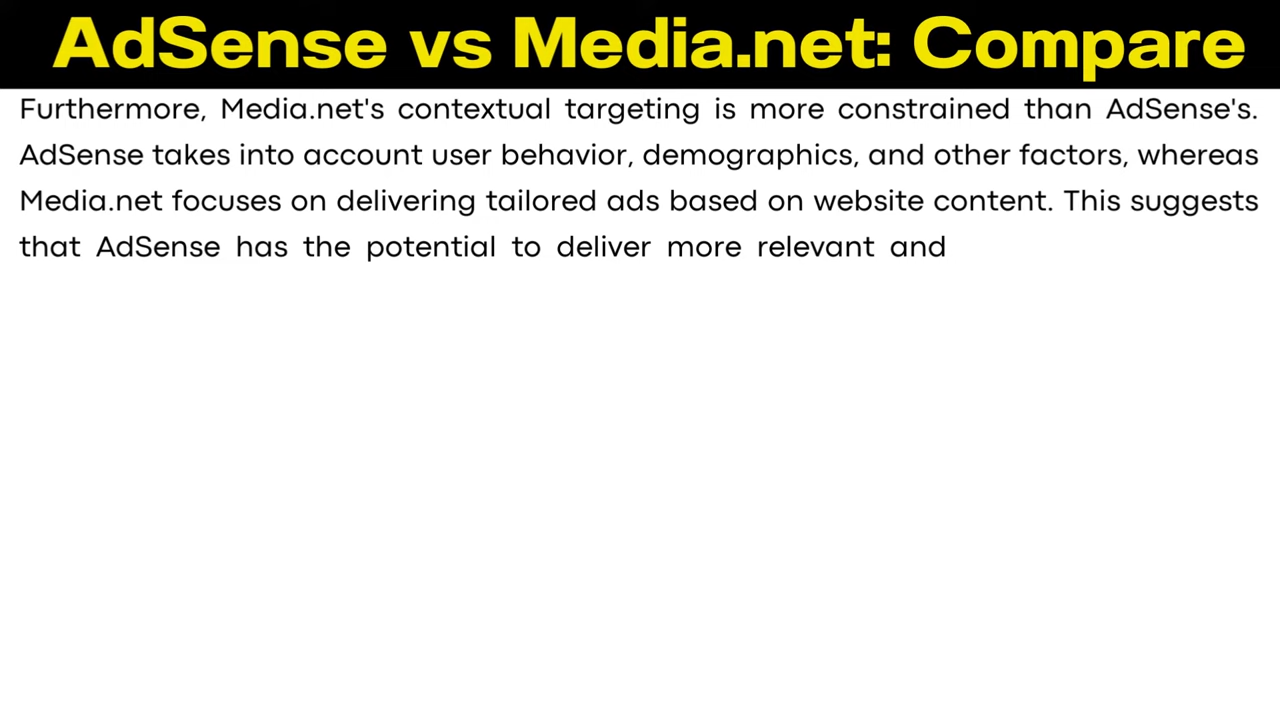 AdSense vs Media.net: Compare
Furthermore, Media.net's contextual targeting is more constrained than AdSense's.
AdSense takes into account user behavior, demographics, and other factors, whereas
Media.net focuses on delivering tailored ads based on website content. This suggests
that AdSense has the potential to deliver more relevant and